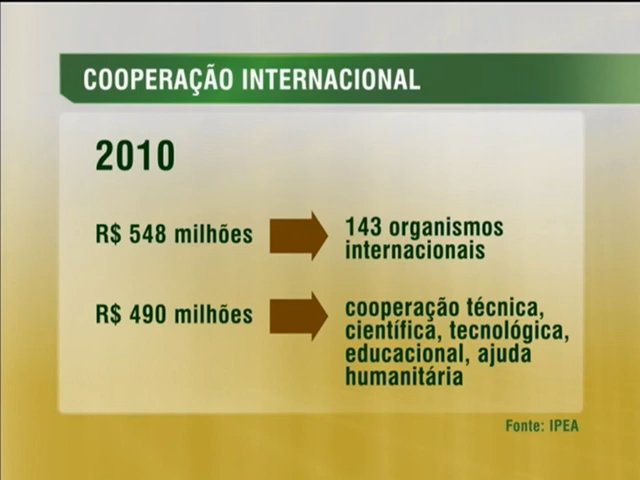 COOPERAÇÃO INTERNACIONAL
2010
R$ 548 milhões
143 organismos
internacionais
R$ 490 milhões
cooperação técnica,
científica, tecnológica,
educacional, ajuda
humanitária
Fonte: IPEA